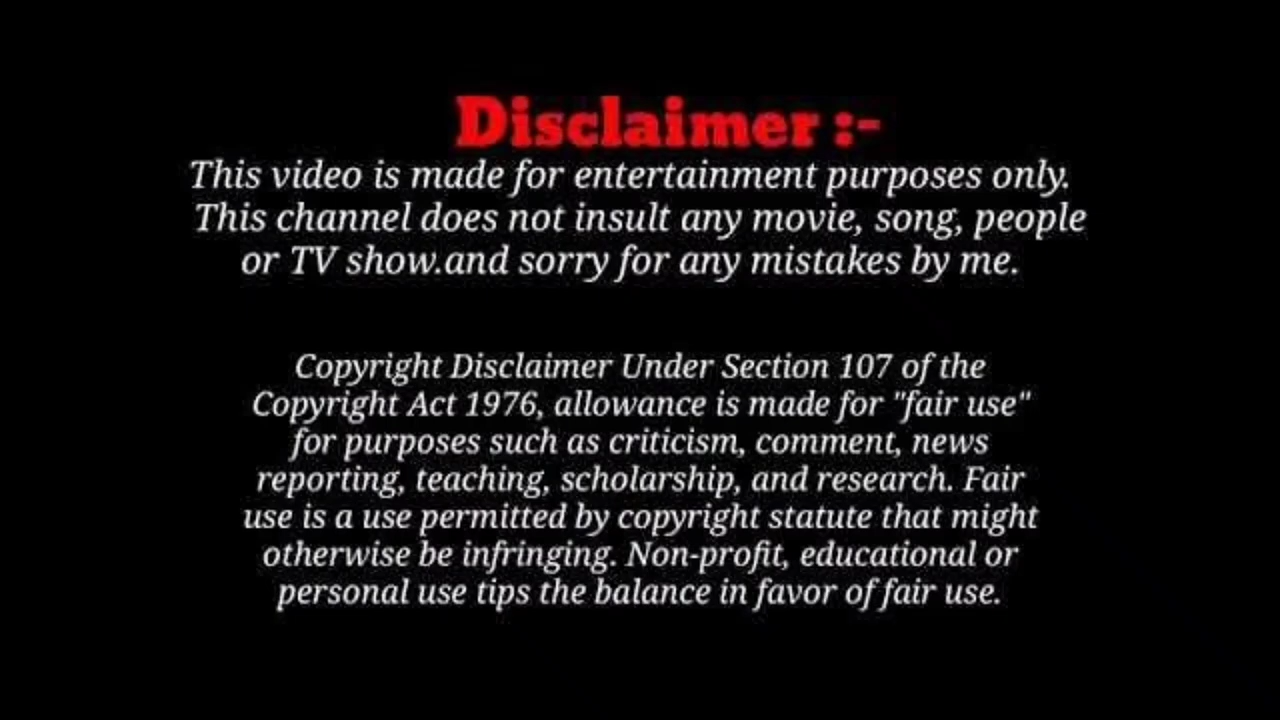 Disclaimer :-
This video is made for entertainment purposes only.
This channel does not insult any movie, song, people
or TV show.and sorry for any mistakes by me.
Copyright Disclaimer Under Section 107 of the
Copyright Act 1976, allowance is made for "fair use"
for purposes such as criticism, comment, news
reporting, teaching, scholarship, and research. Fair
use is a use permitted by copyright statute that might
otherwise be infringing. Non-profit, educational or
personal use tips the balance in favor of fair use.